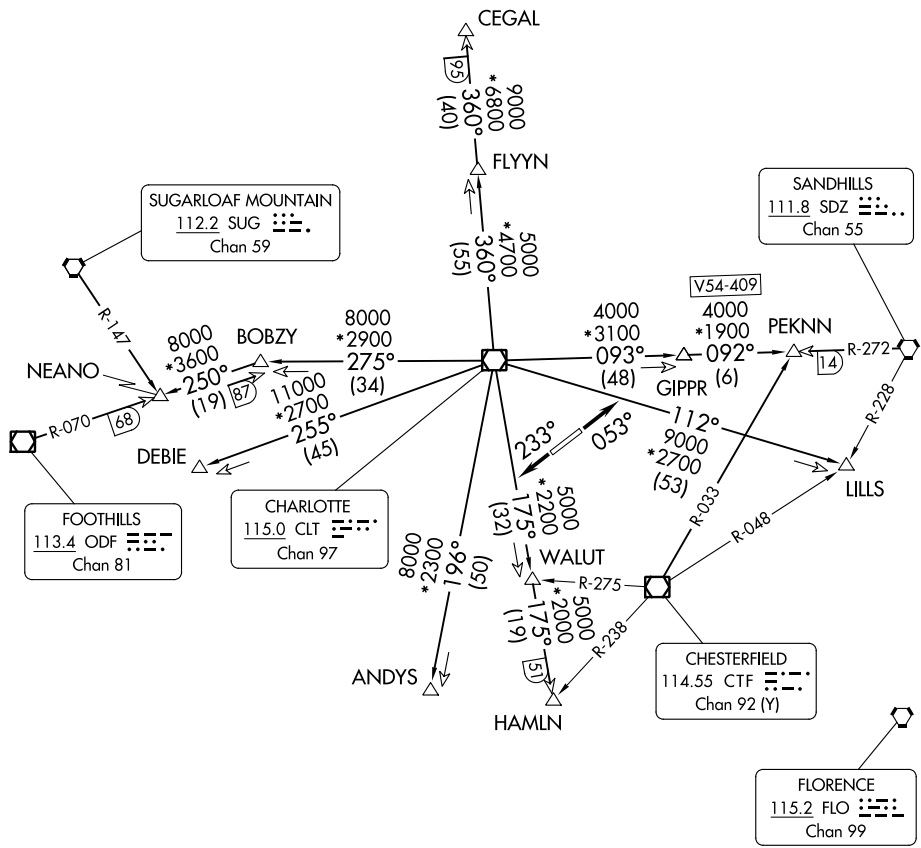 CEGAL
95
9000
*6800
360°
(40)
FLYYN
SUGARLOAF MOUNTAIN
112.2 SUG
Chan 59
SANDHILLS
111.8 SDZ
Chan 55
5000
*4700
360°
(55)
R-147
V54-409
4000
*3100
093°
(48)
4000
*1900
092°
(6)
PEKNN
R-272
14
GIPPR
R-228
8000
*2900
275°
(34)
BOBZY
8000
*3600
250°
(19)
87
NEANO
R-070
68
11000
*2700
255°
(45)
DEBIE
112°
9000
*2700
(53)
LILLS
233°
053°
FOOTHILLS
113.4 ODF
Chan 81
CHARLOTTE
115.0 CLT
Chan 97
5000
*2200
175°
(32)
R-033
R-048
8000
*2300
196°
(50)
WALUT
R-275
5000
*2000
175°
(19)
51
R-238
ANDYS
HAMLN
CHESTERFIELD
114.55 CTF
Chan 92 (Y)
FLORENCE
115.2 FLO
Chan 99